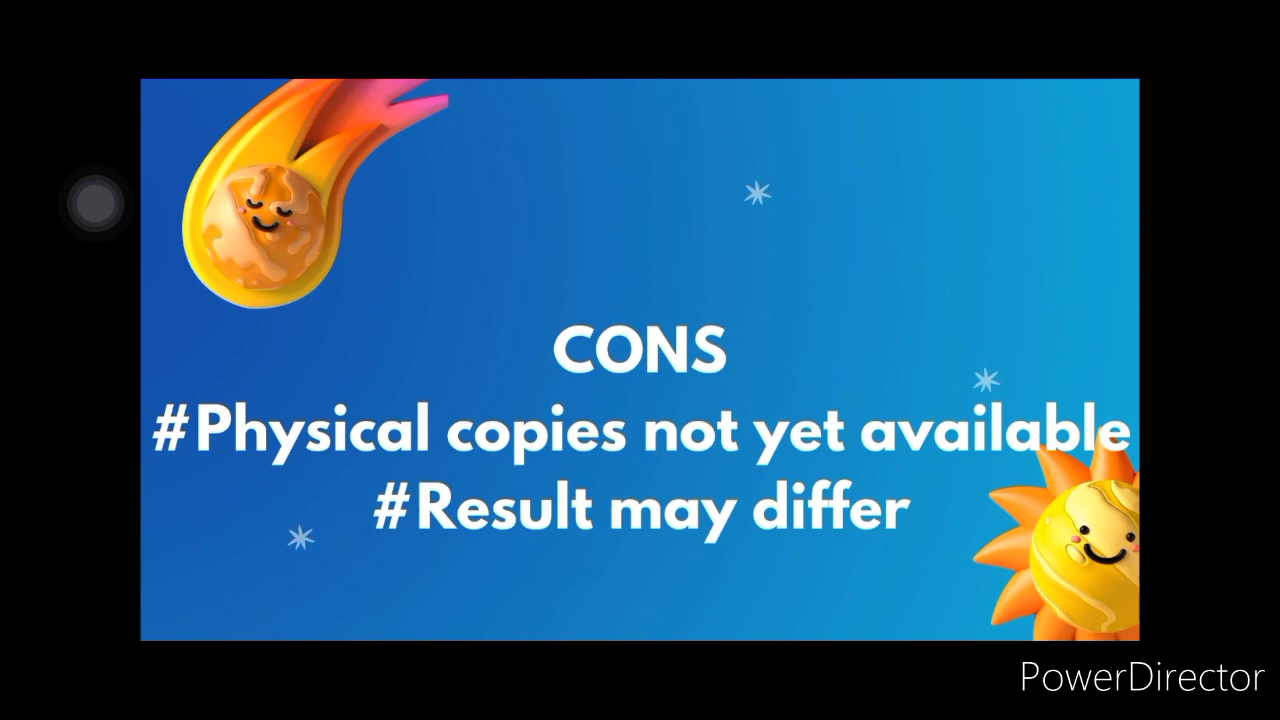 CONS
#Physical copies not yet available
#Result may differ
PowerDirector